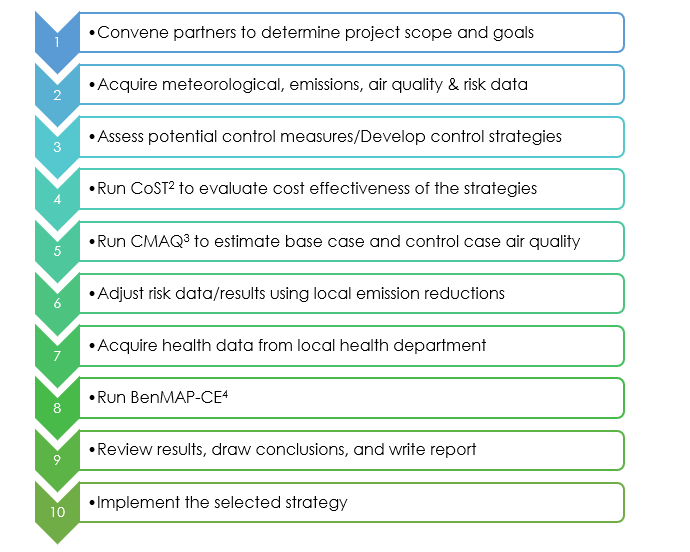 1
•Convene partners to determine project scope and goals
2
•Acquire meteorological, emissions, air quality & risk data
3
•Assess potential control measures/Develop control strategies
4
•Run CoST² to evaluate cost effectiveness of the strategies
5
•Run CMAQ³ to estimate base case and control case air quality
6
•Adjust risk data/results using local emission reductions
7
•Acquire health data from local health department
8
•Run BenMAP-CE⁴
9
•Review results, draw conclusions, and write report
10
•Implement the selected strategy